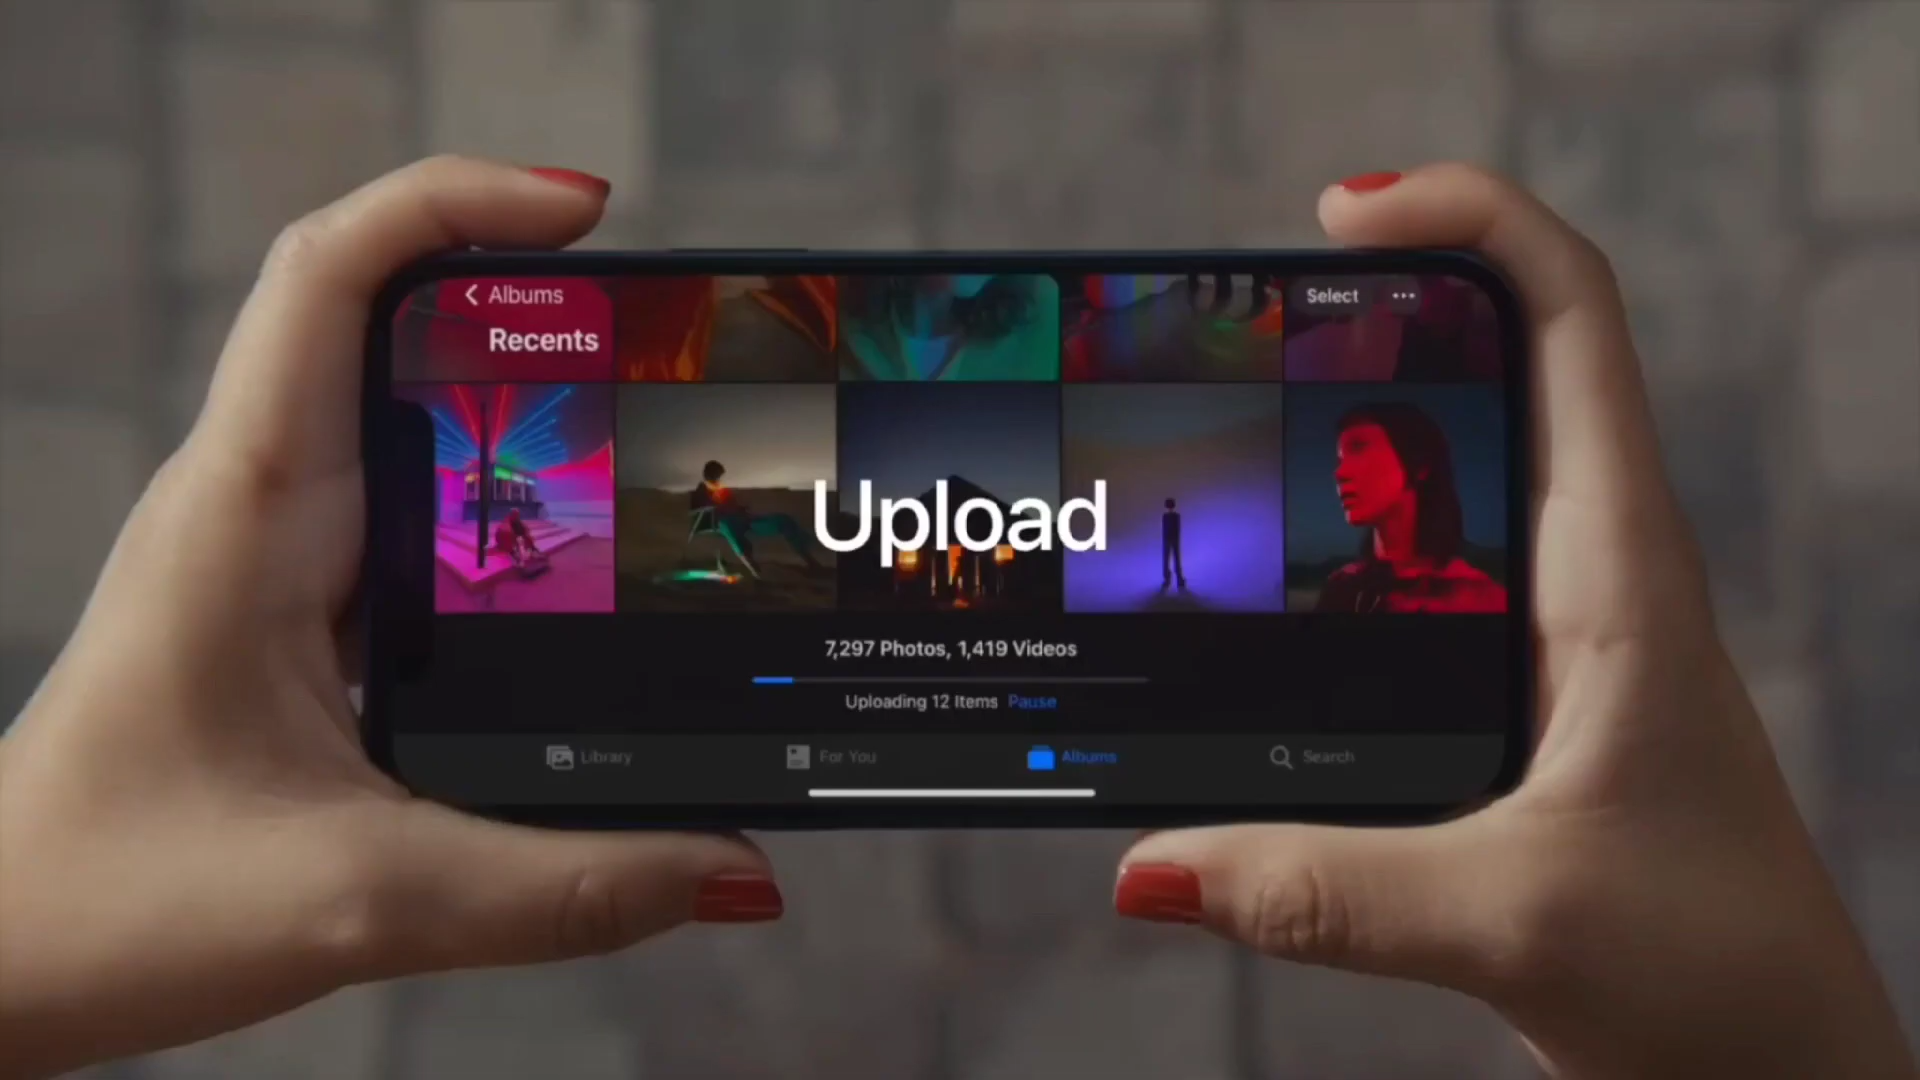 Albums
Select
Recents
Upload
7,297 Photos, 1,419 Videos
Uploading 12 Items Pause
Library
For You
Albums
Search